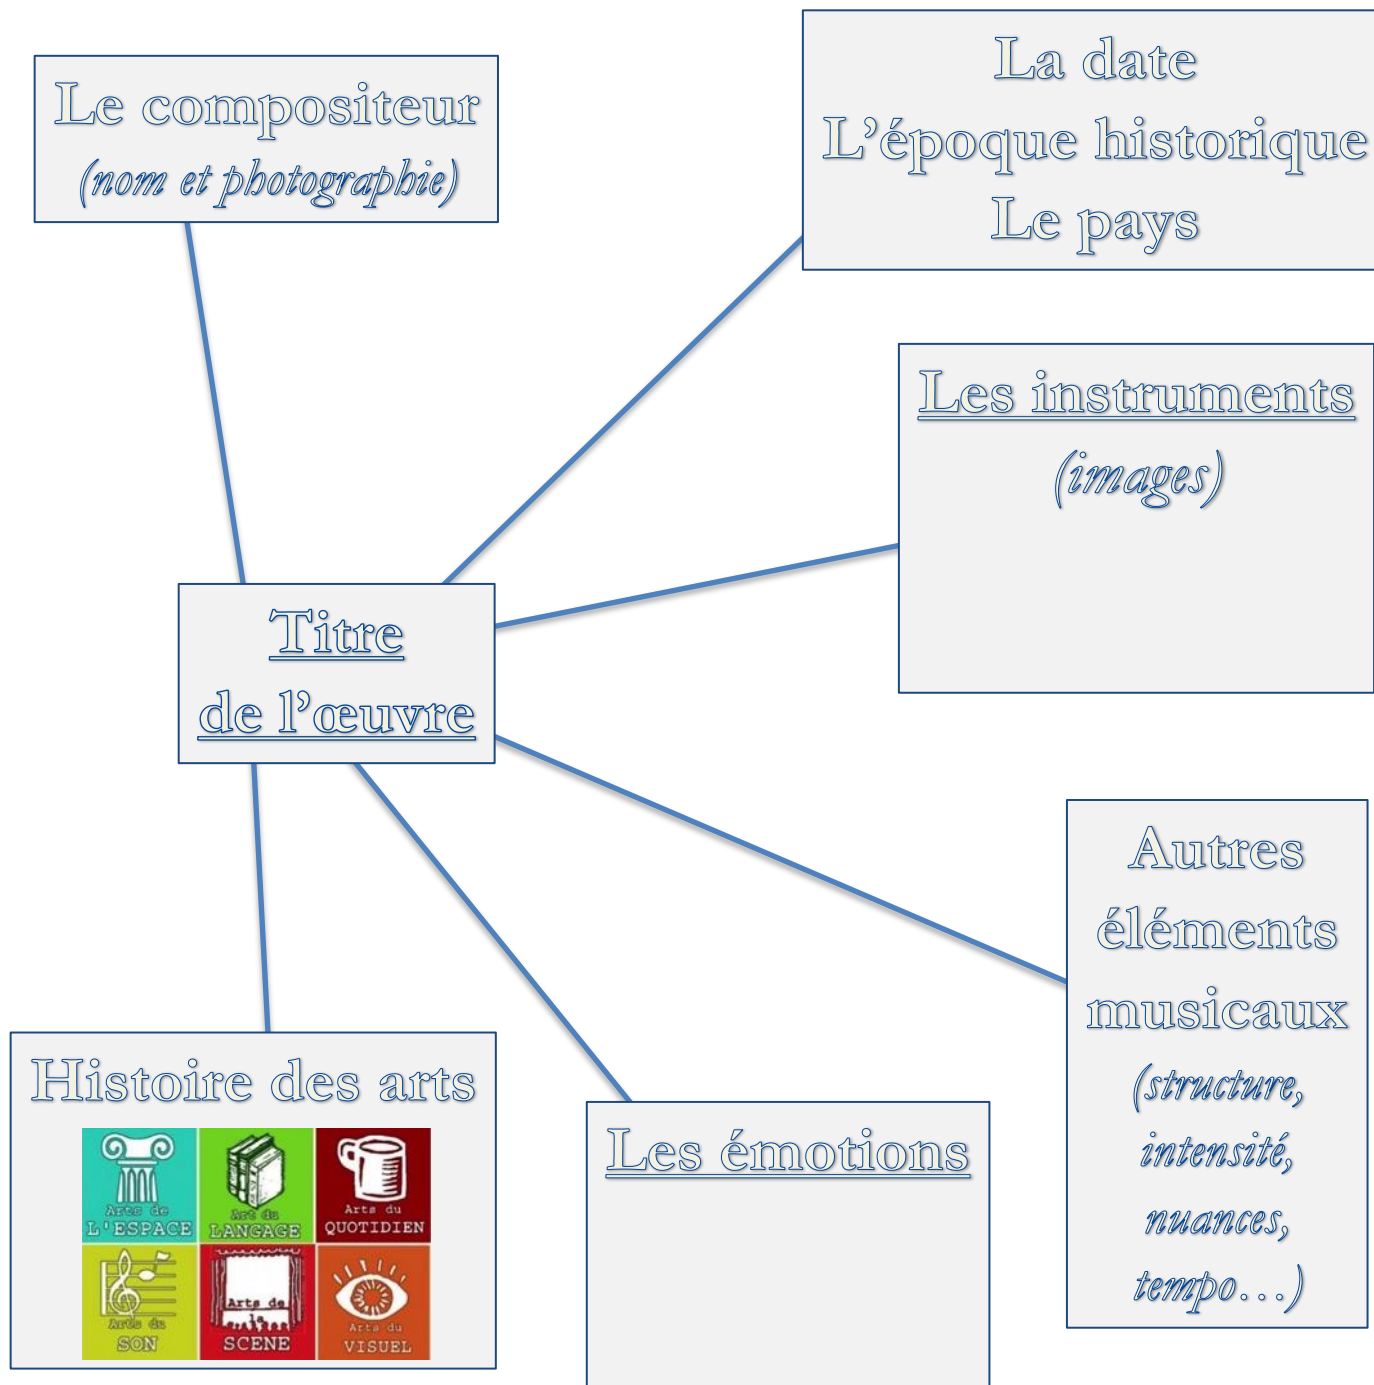 Le compositeur
(nom et photographie)
La date
L’époque historique
Le pays
Les instruments
(images)
Titre
de l’œuvre
Autres
éléments
musicaux
(structure,
intensité,
nuances,
tempo…)
Histoire des arts
Arts de
L'ESPACE
Art du
LANGAGE
Arts du
QUOTIDIEN
Arts du
SON
Arts de
la
SCENE
Arts du
VISUEL
Les émotions